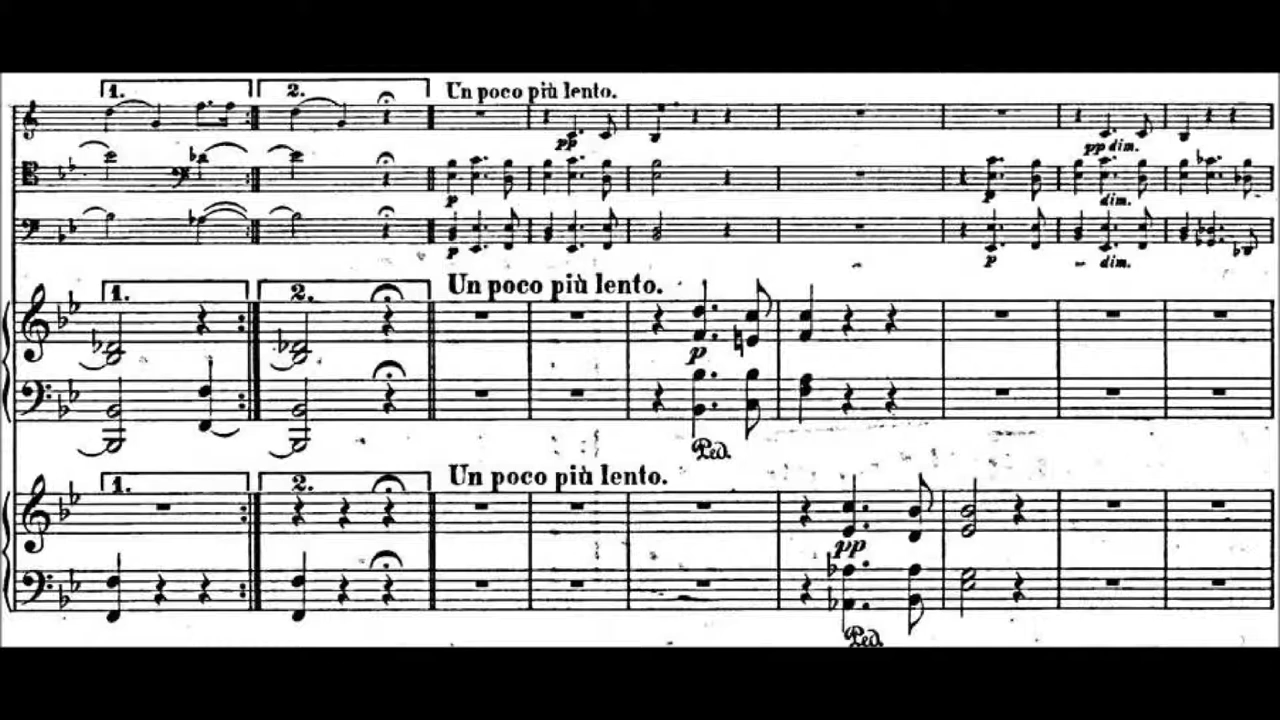 1. 2. Un poco più lento.
pp pp dim.
p p dim.
p p dim.
1. 2. Un poco più lento.
p
Ped.
1. 2. Un poco più lento.
pp
Ped.